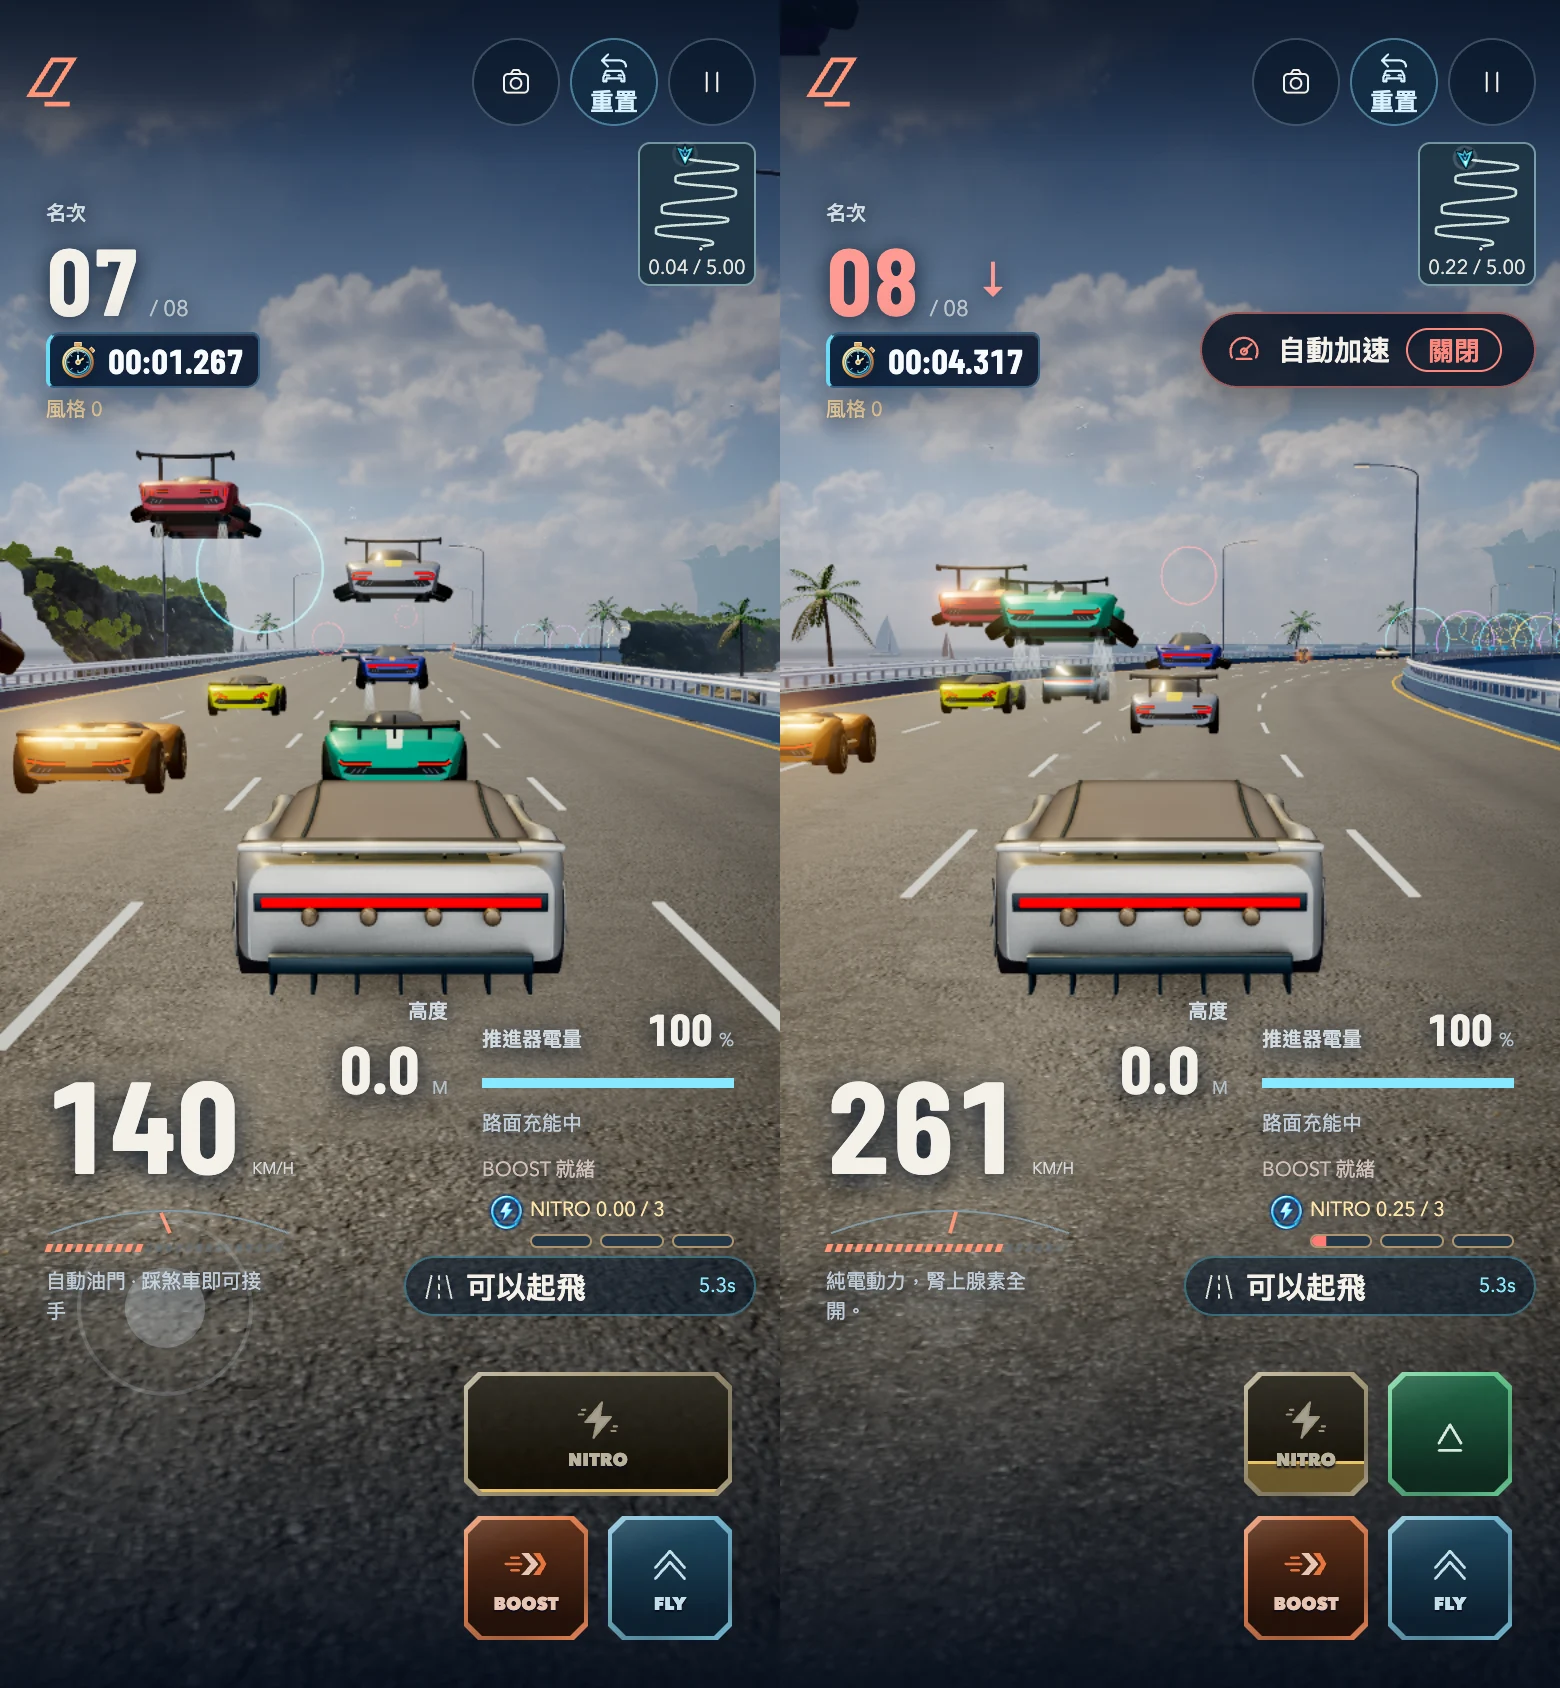 重置
0.04 / 5.00
名次
07 / 08
00:01.267
風格 0
高度
0.0 M
推進器電量 100 %
路面充能中
140 KM/H
BOOST 就緒
NITRO 0.00 / 3
自動油門 · 踩煞車即可接
手
可以起飛 5.3s
NITRO
BOOST
FLY
重置
0.22 / 5.00
名次
08 / 08
自動加速 關閉
00:04.317
風格 0
高度
0.0 M
推進器電量 100 %
路面充能中
261 KM/H
BOOST 就緒
NITRO 0.25 / 3
純電動力，腎上腺素全
開。
可以起飛 5.3s
NITRO
BOOST
FLY